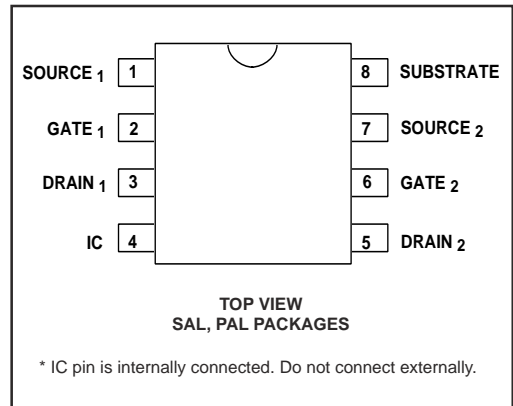 SOURCE 1 1 8 SUBSTRATE
GATE 1 2 7 SOURCE 2
DRAIN 1 3 6 GATE 2
IC 4 5 DRAIN 2
TOP VIEW
SAL, PAL PACKAGES
* IC pin is internally connected. Do not connect externally.